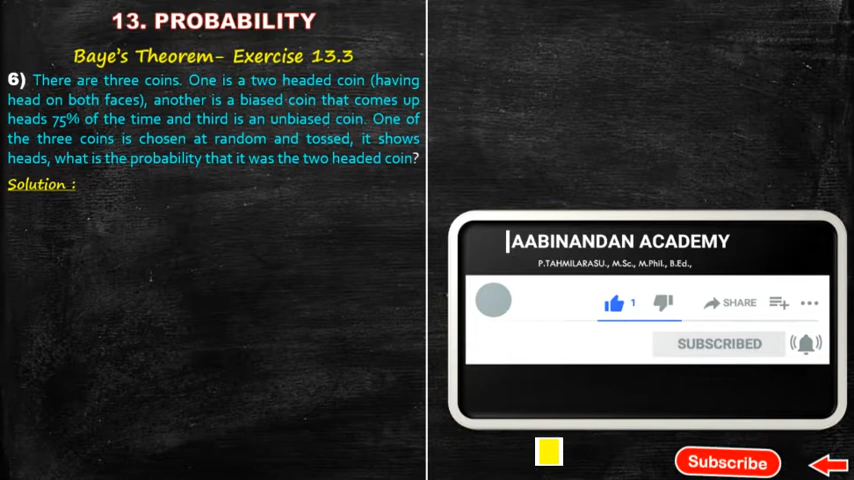 13. PROBABILITY
Baye's Theorem- Exercise 13.3
6) There are three coins. One is a two headed coin (having
head on both faces), another is a biased coin that comes up
heads 75% of the time and third is an unbiased coin. One of
the three coins is chosen at random and tossed, it shows
heads, what is the probability that it was the two headed coin?
Solution :
AABINANDAN ACADEMY
P.TAHMILARASU., M.Sc., M.Phil., B.Ed.,
1
SHARE
SUBSCRIBED
Subscribe